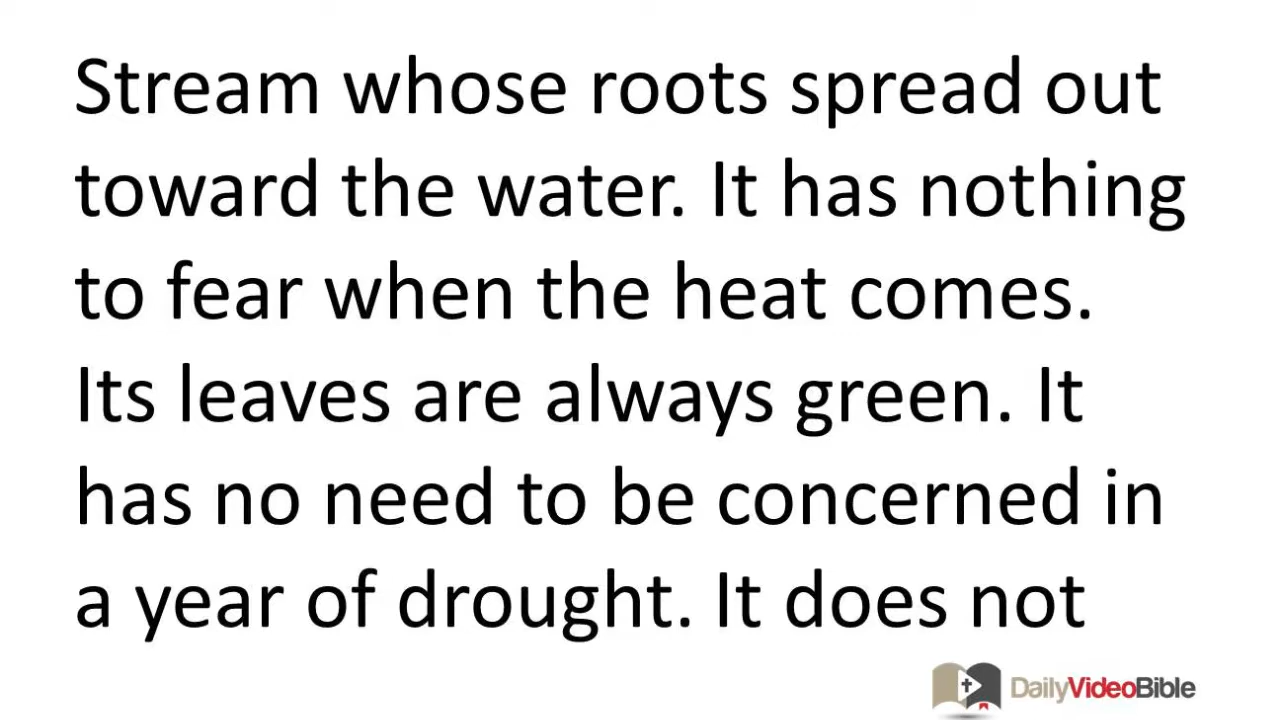 Stream whose roots spread out
toward the water. It has nothing
to fear when the heat comes.
Its leaves are always green. It
has no need to be concerned in
a year of drought. It does not
DailyVideoBible